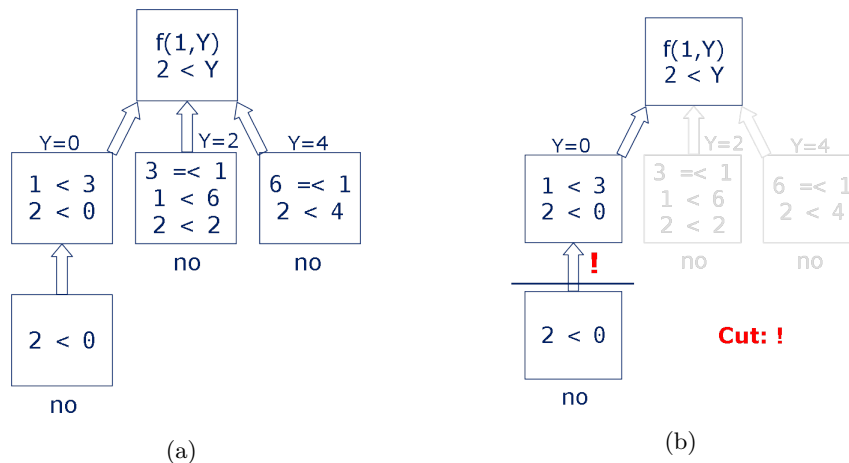 f(1,Y)
2 < Y
Y=0
Y=2
Y=4
1 < 3
2 < 0
3 =< 1
1 < 6
2 < 2
6 =< 1
2 < 4
no
no
2 < 0
no
(a)
f(1,Y)
2 < Y
Y=0
Y=2
Y=4
1 < 3
2 < 0
3 =< 1
1 < 6
2 < 2
6 =< 1
2 < 4
!
no
no
2 < 0
Cut: !
no
(b)